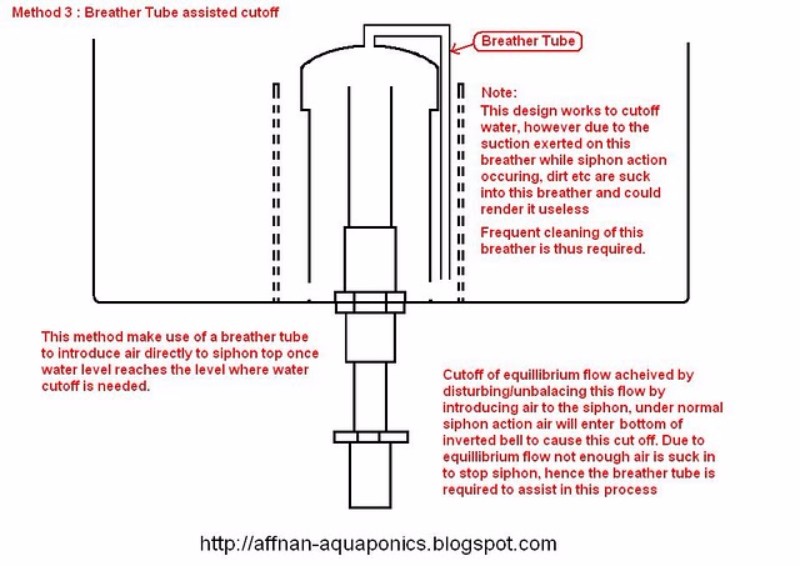 Method 3 : Breather Tube assisted cutoff
Breather Tube
Note:
This design works to cutoff
water, however due to the
suction exerted on this
breather while siphon action
occuring, dirt etc are suck
into this breather and could
render it useless
Frequent cleaning of this
breather is thus required.
This method make use of a breather tube
to introduce air directly to siphon top once
water level reaches the level where water
cutoff is needed.
Cutoff of equillibrium flow acheived by
disturbing/unbalacing this flow by
introducing air to the siphon, under normal
siphon action air will enter bottom of
inverted bell to cause this cut off. Due to
equillibrium flow not enough air is suck in
to stop siphon, hence the breather tube is
required to assist in this process
http://affnan-aquaponics.blogspot.com